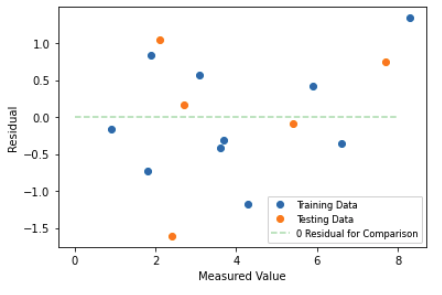 1.0
0.5
0.0
−0.5
−1.0
−1.5
Residual
0 2 4 6 8
Measured Value
Training Data
Testing Data
0 Residual for Comparison